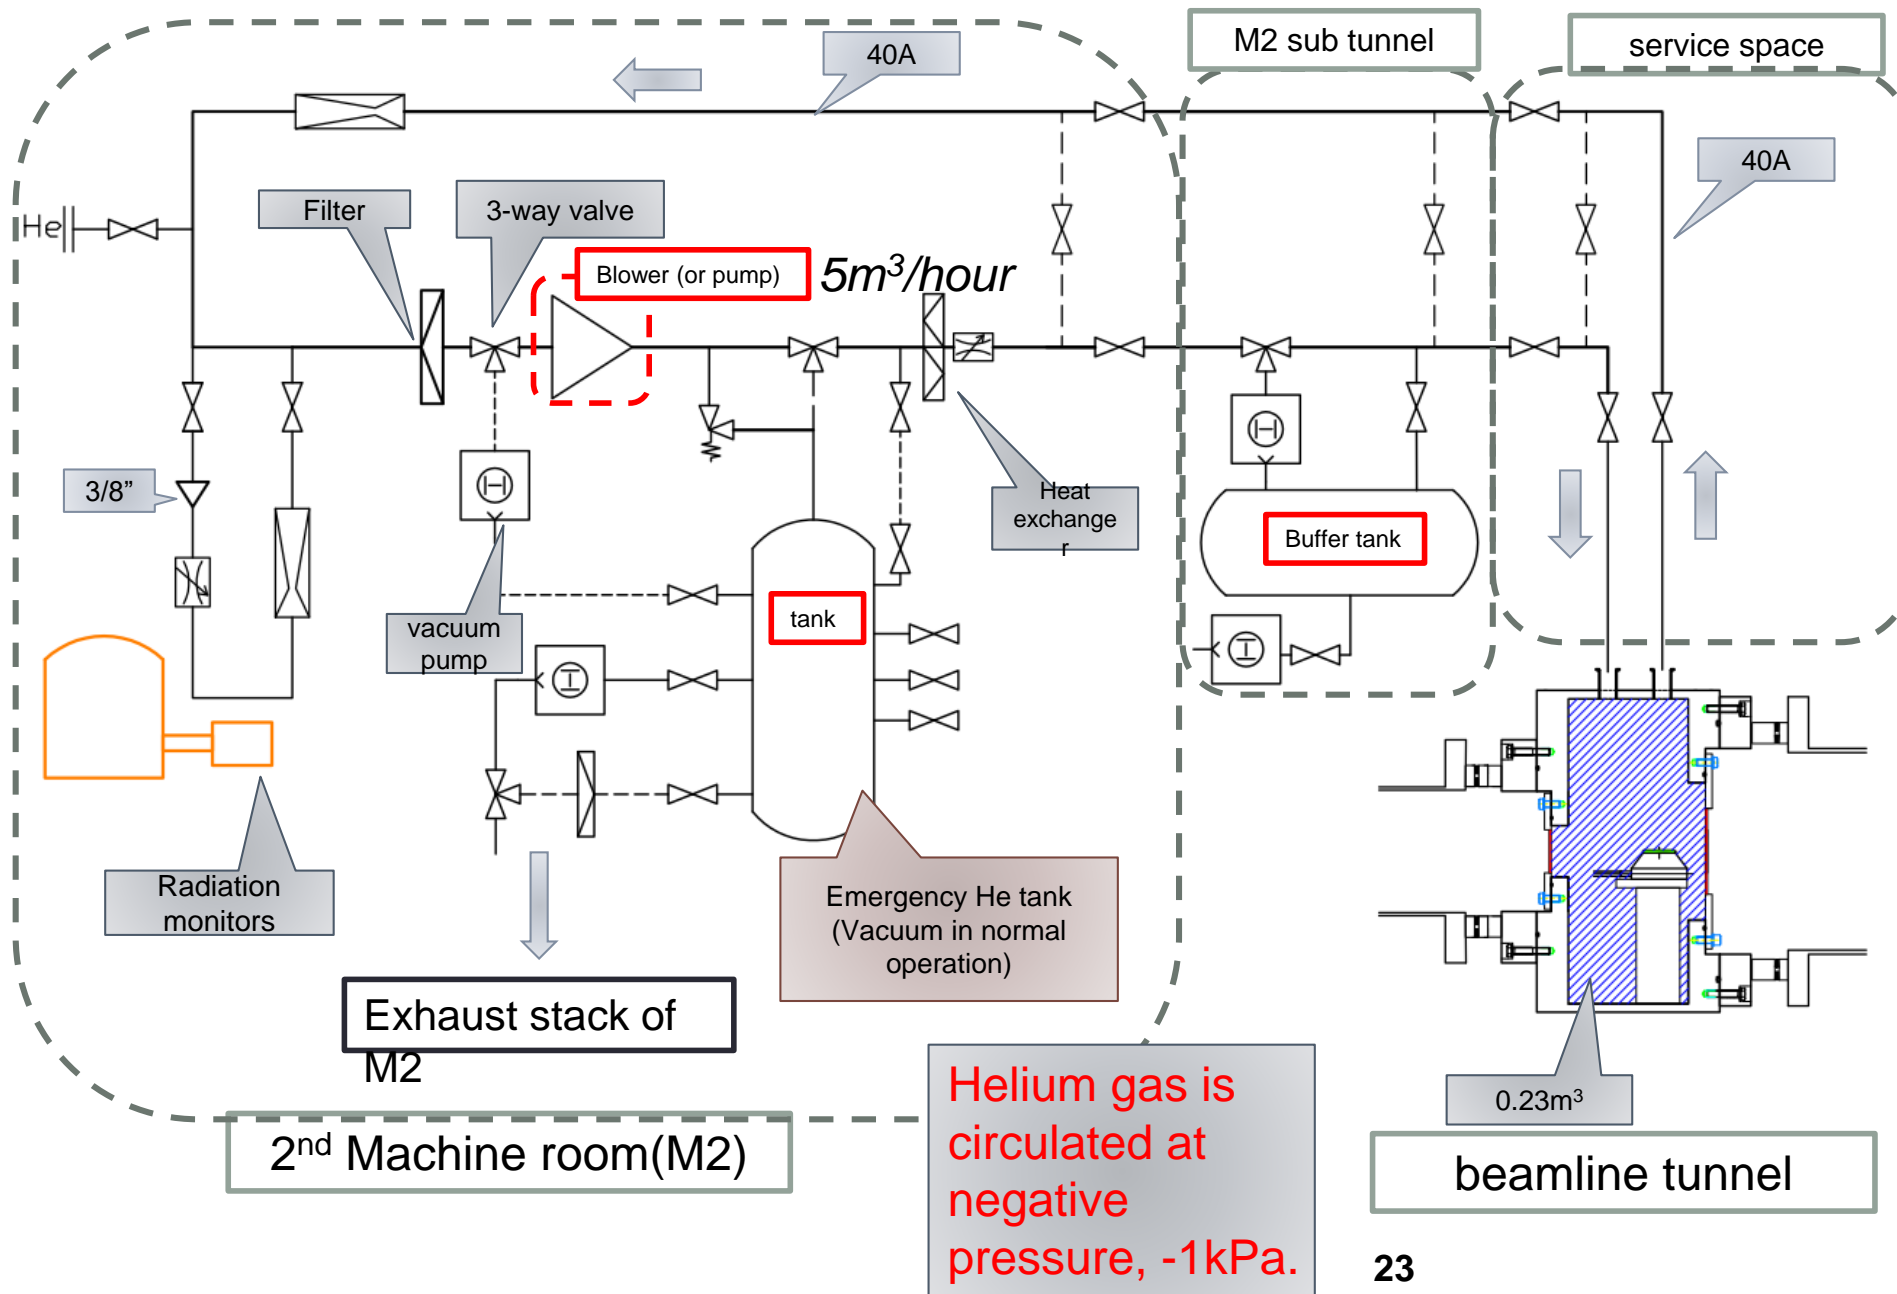 40A
M2 sub tunnel
service space
40A
Filter
3-way valve
He
Blower (or pump)
5m³/hour
3/8”
Heat
exchange
r
Buffer tank
vacuum
pump
tank
Radiation
monitors
Emergency He tank
(Vacuum in normal
operation)
Exhaust stack of
M2
Helium gas is
circulated at
negative
pressure, -1kPa.
0.23m³
2nd Machine room(M2)
beamline tunnel
23